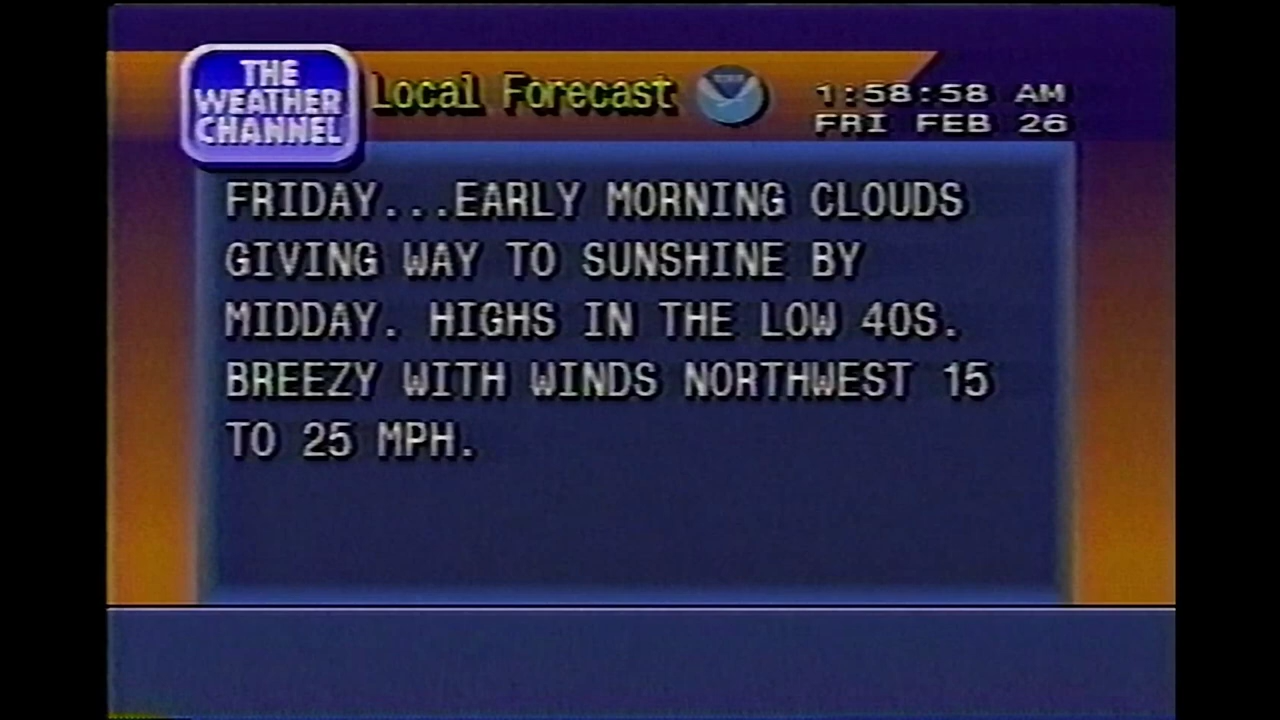 THE
WEATHER
CHANNEL
Local Forecast
1:58:58 AM
FRI FEB 26
FRIDAY...EARLY MORNING CLOUDS
GIVING WAY TO SUNSHINE BY
MIDDAY. HIGHS IN THE LOW 40S.
BREEZY WITH WINDS NORTHWEST 15
TO 25 MPH.